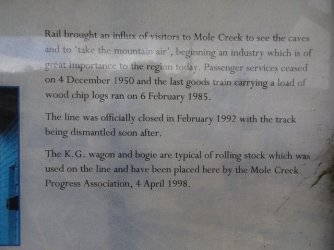 Rail brought an influx of visitors to Mole Creek to see the caves
and to 'take the mountain air', beginning an industry which is of
great importance to the region today. Passenger services ceased
on 4 December 1950 and the last goods train carrying a load of
wood chip logs ran on 6 February 1985.
The line was officially closed in February 1992 with the track
being dismantled soon after.
The K.G. wagon and bogie are typical of rolling stock which was
used on the line and have been placed here by the Mole Creek
Progress Association, 4 April 1998.